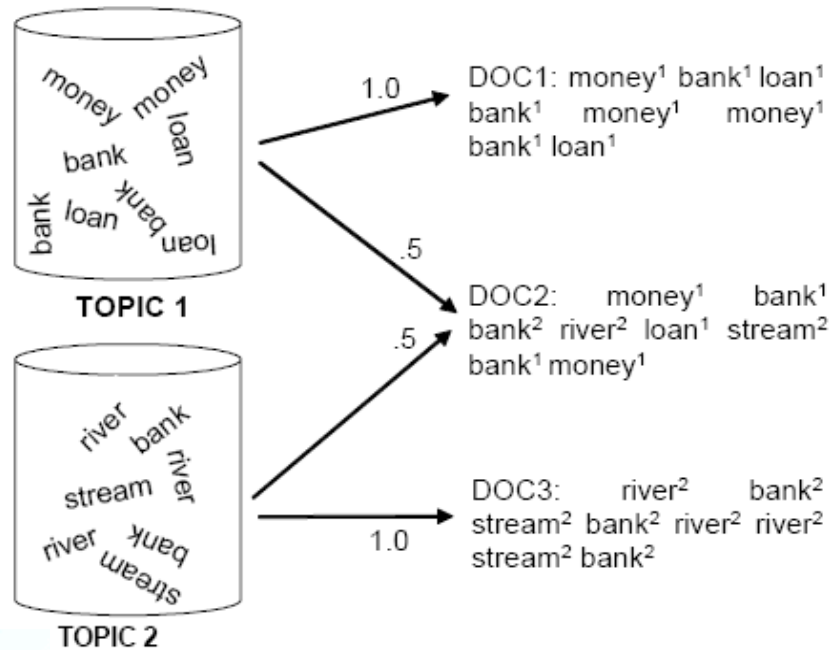 money
money
loan
bank
bank
loan
bank
loan
TOPIC 1
1.0
.5
DOC1: money¹ bank¹ loan¹
bank¹ money¹ money¹
bank¹ loan¹
DOC2: money¹ bank¹
bank² river² loan¹ stream²
bank¹ money¹
river
bank
river
stream
river
bank
stream
TOPIC 2
.5
1.0
DOC3: river² bank²
stream² bank² river² river²
stream² bank²